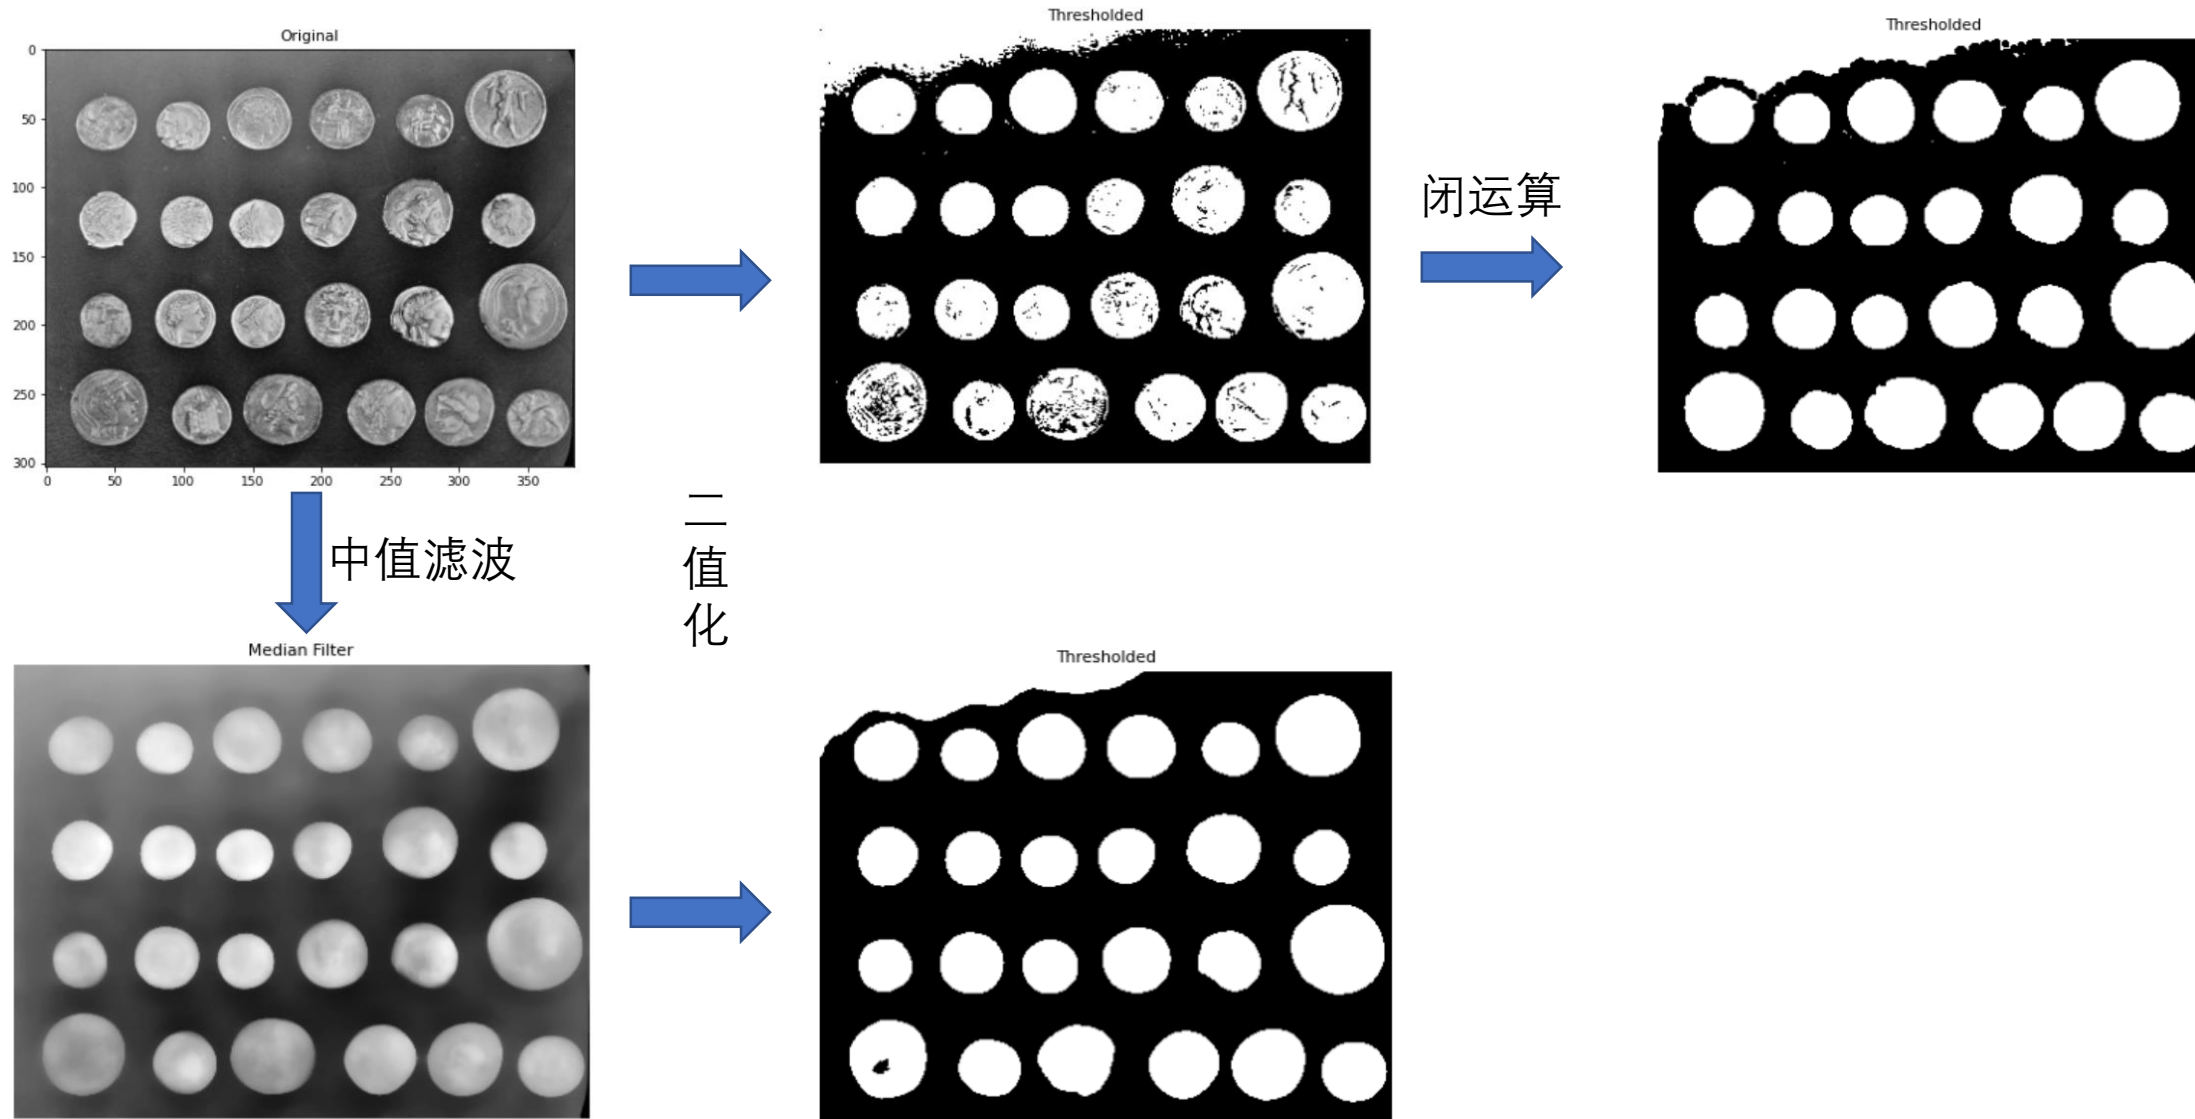 Original
0
50
100
150
200
250
300
0 50 100 150 200 250 300 350
Thresholded
闭运算
Thresholded
中值滤波
二
值
化
Median Filter
Thresholded